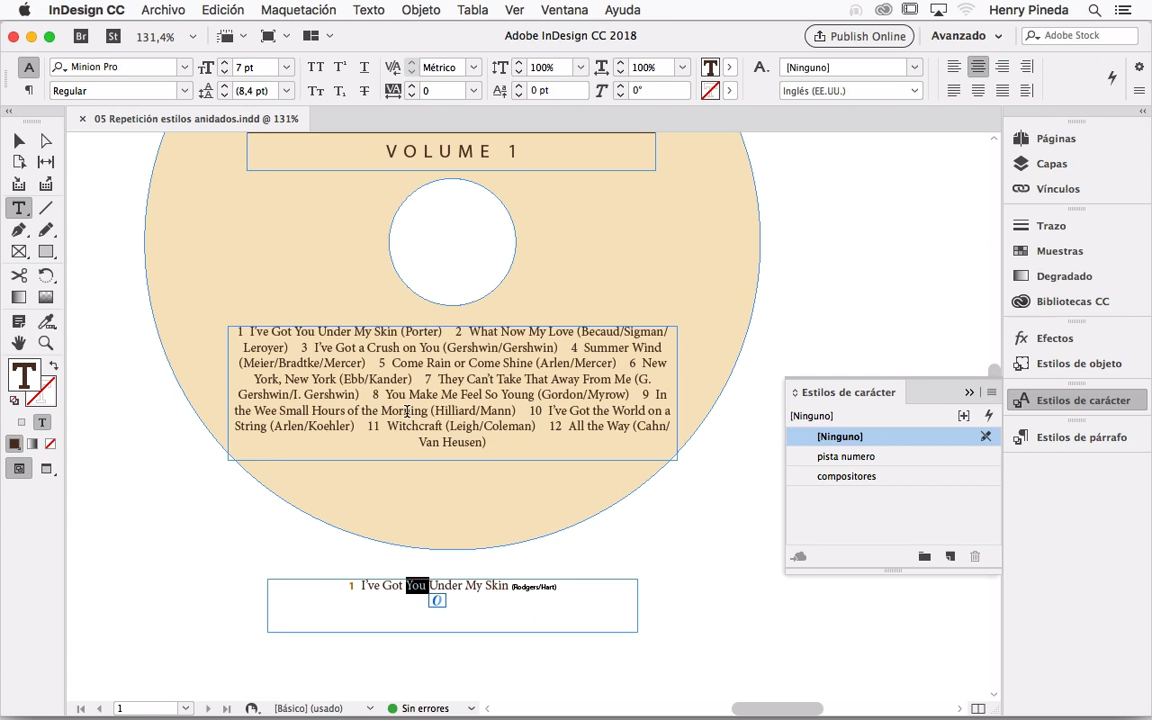 InDesign CC Archivo Edición Maquetación Texto Objeto Tabla Ver Ventana Ayuda Henry Pineda
Br St 131,4% Adobe InDesign CC 2018 Publish Online Avanzado Adobe Stock
A Minion Pro 7 pt TT T¹ T Métrico 100% 100% T A. [Ninguno]
Regular (8,4 pt) Tт T₁ T 0 0 pt 0° Inglés (EE.UU.)
05 Repetición estilos anidados.indd @ 131%
VOLUME 1
1 I've Got You Under My Skin (Porter) 2 What Now My Love (Becaud/Sigman/
Leroyer) 3 I've Got a Crush on You (Gershwin/Gershwin) 4 Summer Wind
(Meier/Bradtke/Mercer) 5 Come Rain or Come Shine (Arlen/Mercer) 6 New
York, New York (Ebb/Kander) 7 They Can't Take That Away From Me (G.
Gershwin/I. Gershwin) 8 You Make Me Feel So Young (Gordon/Myrow) 9 In
the Wee Small Hours of the Morning (Hilliard/Mann) 10 I've Got the World on a
String (Arlen/Koehler) 11 Witchcraft (Leigh/Coleman) 12 All the Way (Cahn/
Van Heusen)
1 I've Got You Under My Skin (Rodgers/Hart)
Páginas
Capas
Vínculos
Trazo
Muestras
Degradado
Bibliotecas CC
Efectos
Estilos de objeto
Estilos de carácter
Estilos de párrafo
Estilos de carácter
[Ninguno]
[Ninguno]
pista numero
compositores
1 [Básico] (usado) Sin errores